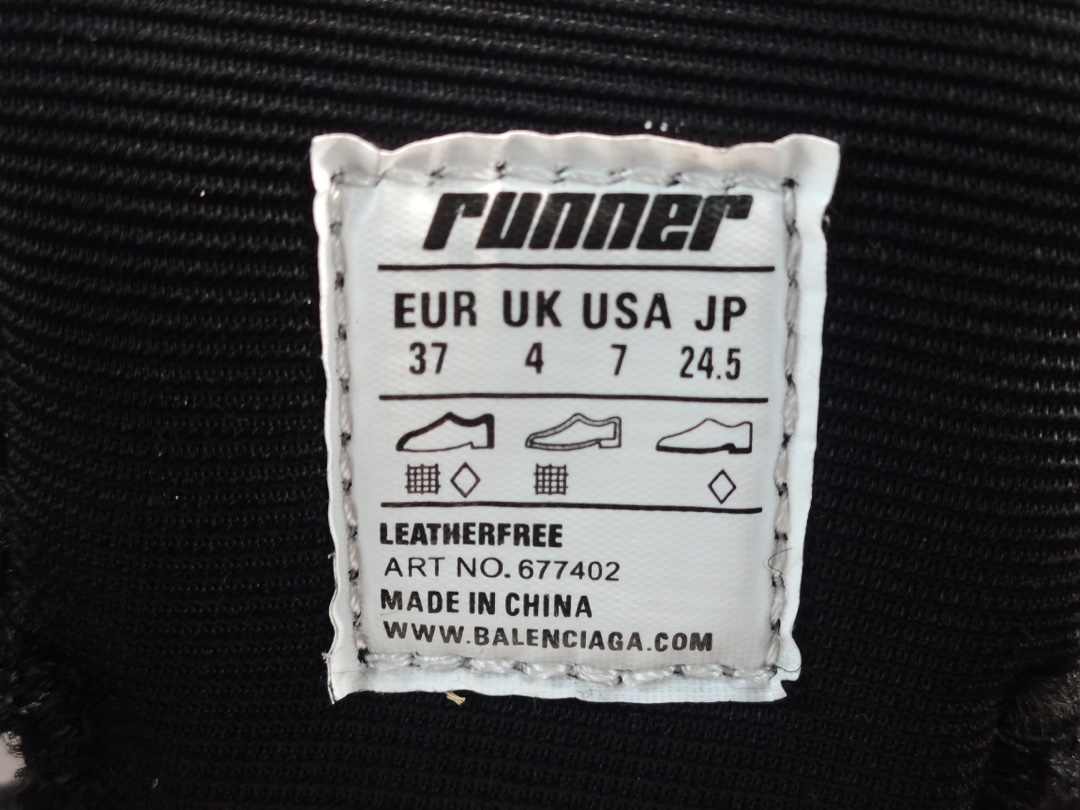 runner
EUR UK USA JP
37 4 7 24.5
LEATHERFREE
ART NO. 677402
MADE IN CHINA
WWW.BALENCIAGA.COM